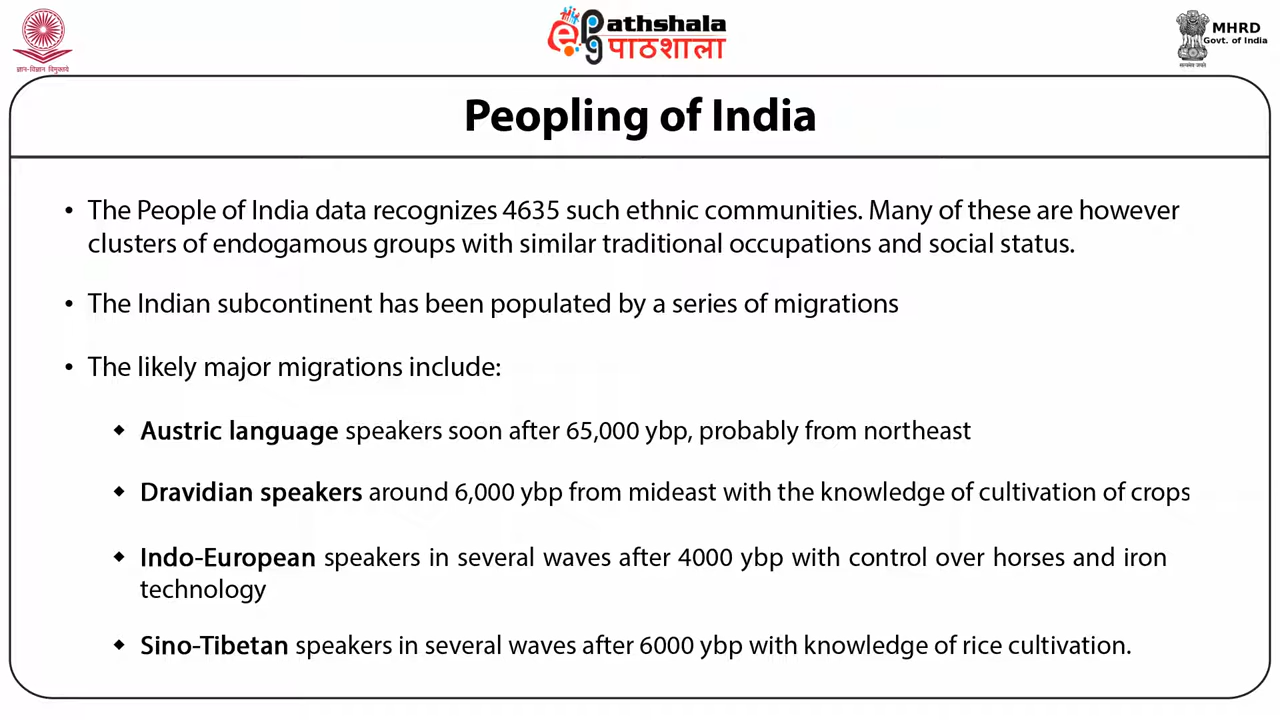 ज्ञान-विज्ञान विमुक्तये
ePathshala
पाठशाला
MHRD
Govt. of India
सत्यमेव जयते
Peopling of India
• The People of India data recognizes 4635 such ethnic communities. Many of these are however
clusters of endogamous groups with similar traditional occupations and social status.
• The Indian subcontinent has been populated by a series of migrations
• The likely major migrations include:
◆ Austric language speakers soon after 65,000 ybp, probably from northeast
◆ Dravidian speakers around 6,000 ybp from mideast with the knowledge of cultivation of crops
◆ Indo-European speakers in several waves after 4000 ybp with control over horses and iron
technology
◆ Sino-Tibetan speakers in several waves after 6000 ybp with knowledge of rice cultivation.